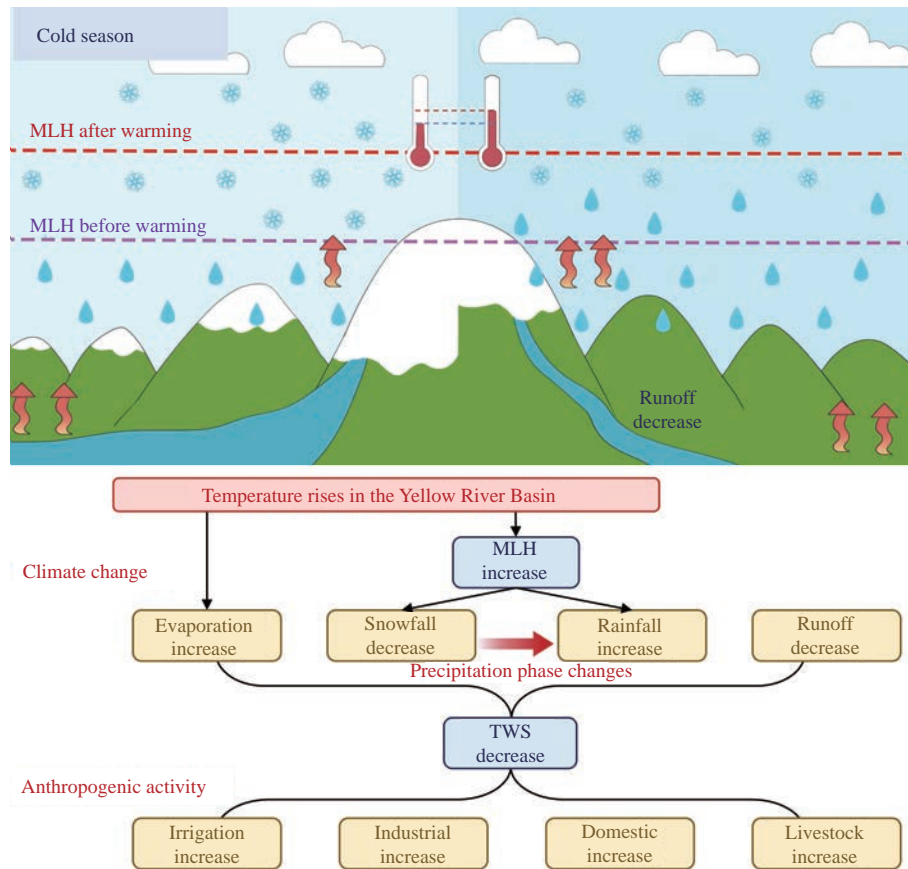 Cold season
MLH after warming
MLH before warming
Runoff
decrease
Temperature rises in the Yellow River Basin
MLH
increase
Climate change
Evaporation
increase
Snowfall
decrease
Rainfall
increase
Runoff
decrease
Precipitation phase changes
TWS
decrease
Anthropogenic activity
Irrigation
increase
Industrial
increase
Domestic
increase
Livestock
increase